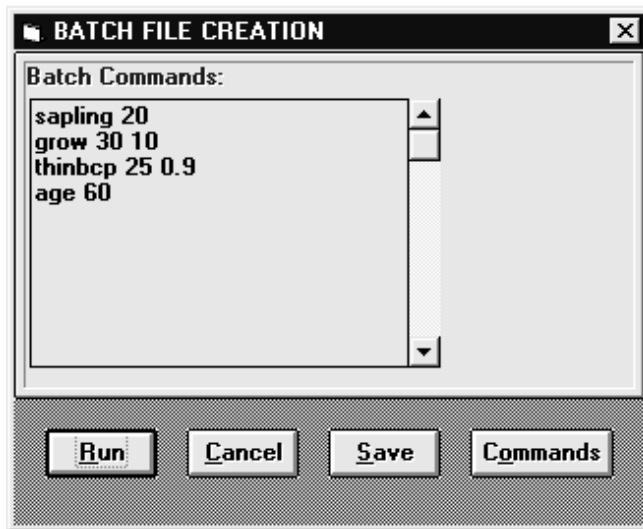 BATCH FILE CREATION
Batch Commands:
sapling 20
grow 30 10
thinbcp 25 0.9
age 60
Run Cancel Save Commands